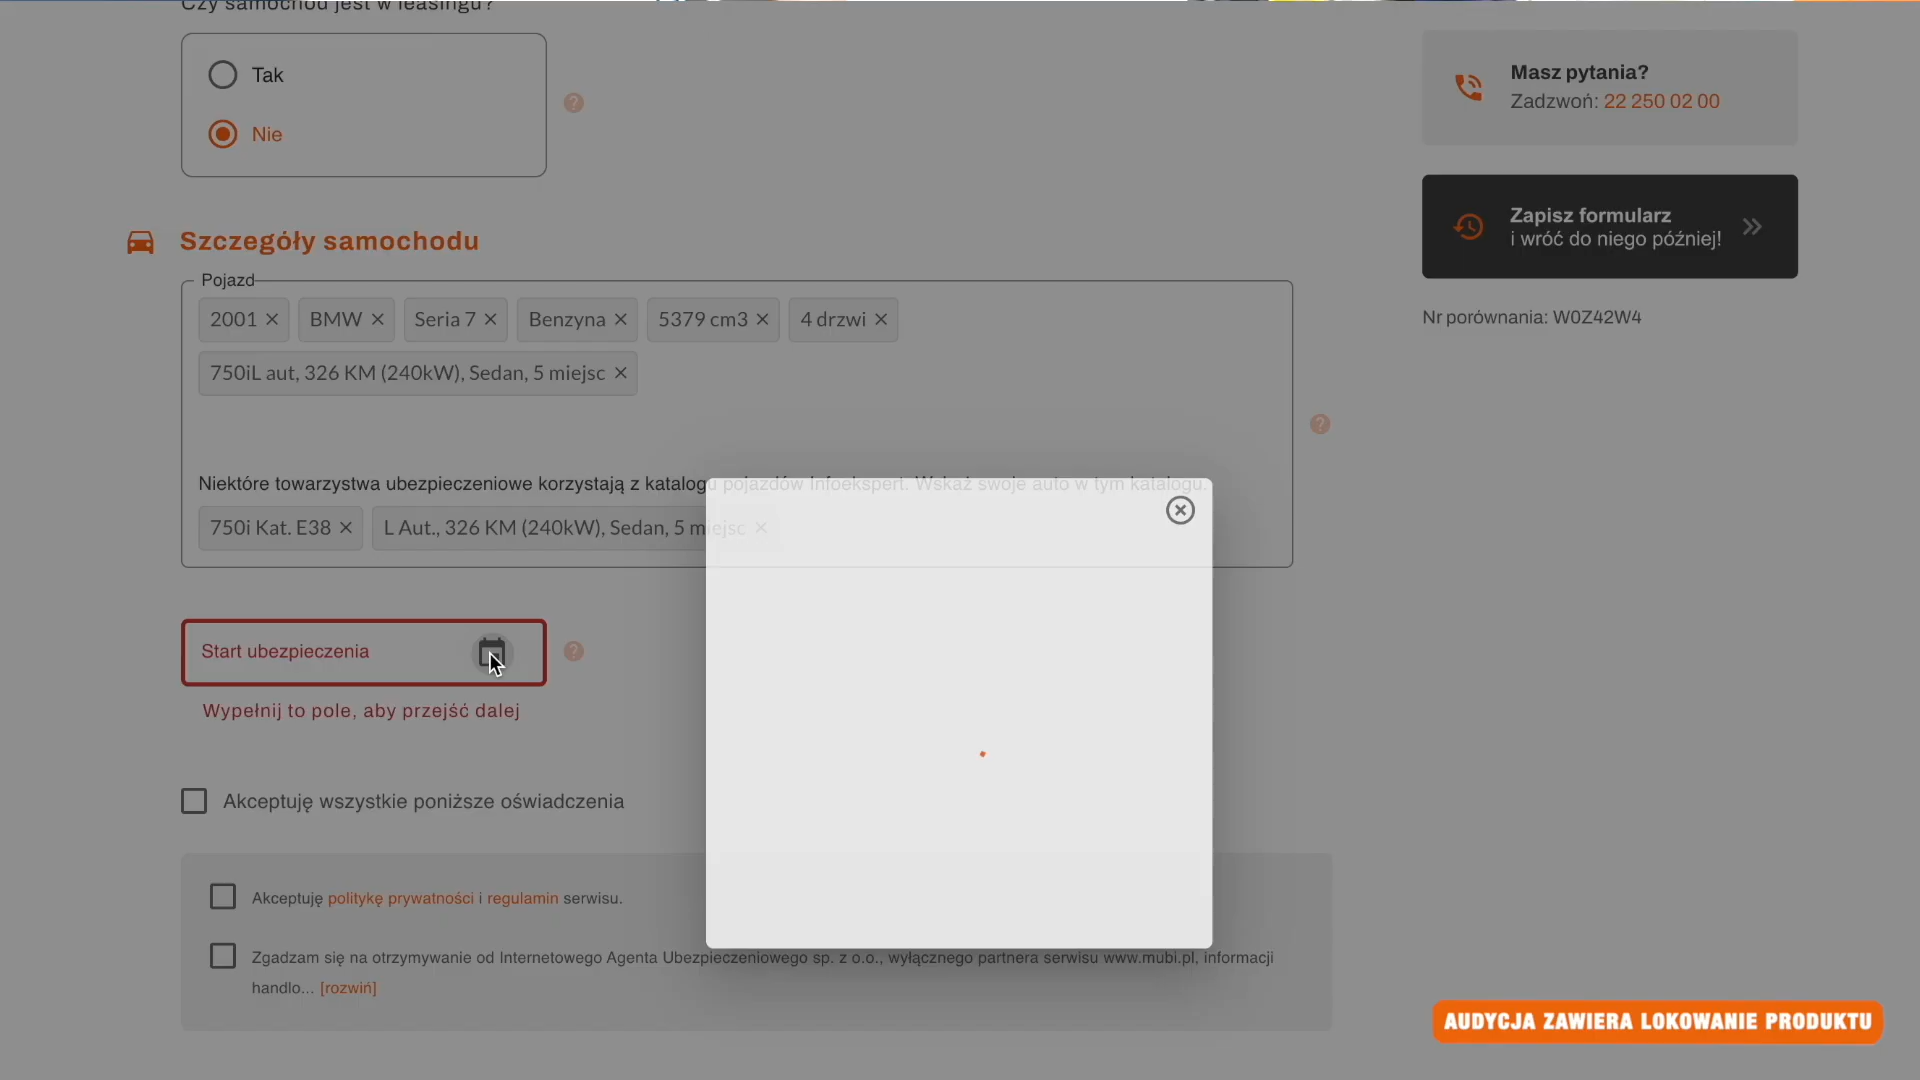 Czy samochód jest w leasingu?
Tak
Nie
Masz pytania?
Zadzwoń: 22 250 02 00
Zapisz formularz
i wróć do niego później!
Nr porównania: W0Z42W4
Szczegóły samochodu
Pojazd
2001 BMW Seria 7 Benzyna 5379 cm3 4 drzwi
750iL aut, 326 KM (240kW), Sedan, 5 miejsc
Niektóre towarzystwa ubezpieczeniowe korzystają z katalogu pojazdów Infoekspert. Wskaż swoje auto w tym katalogu.
750i Kat. E38 L Aut., 326 KM (240kW), Sedan, 5 miejsc
Start ubezpieczenia
Wypełnij to pole, aby przejść dalej
Akceptuję wszystkie poniższe oświadczenia
Akceptuję politykę prywatności i regulamin serwisu.
Zgadzam się na otrzymywanie od Internetowego Agenta Ubezpieczeniowego sp. z o.o., wyłącznego partnera serwisu www.mubi.pl, informacji
handlo... [rozwiń]
AUDYCJA ZAWIERA LOKOWANIE PRODUKTU